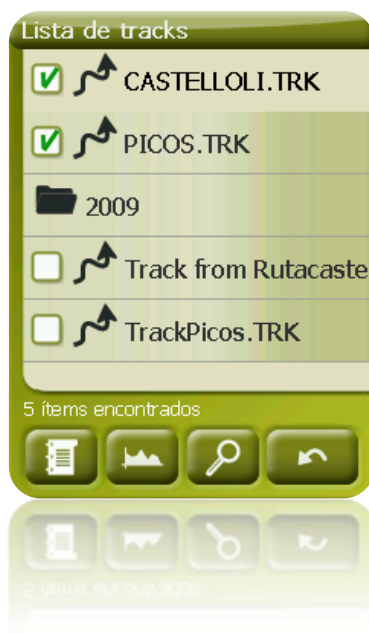 Lista de tracks
CASTELLOLI.TRK
PICOS.TRK
2009
Track from Rutacaste
TrackPicos.TRK
5 ítems encontrados